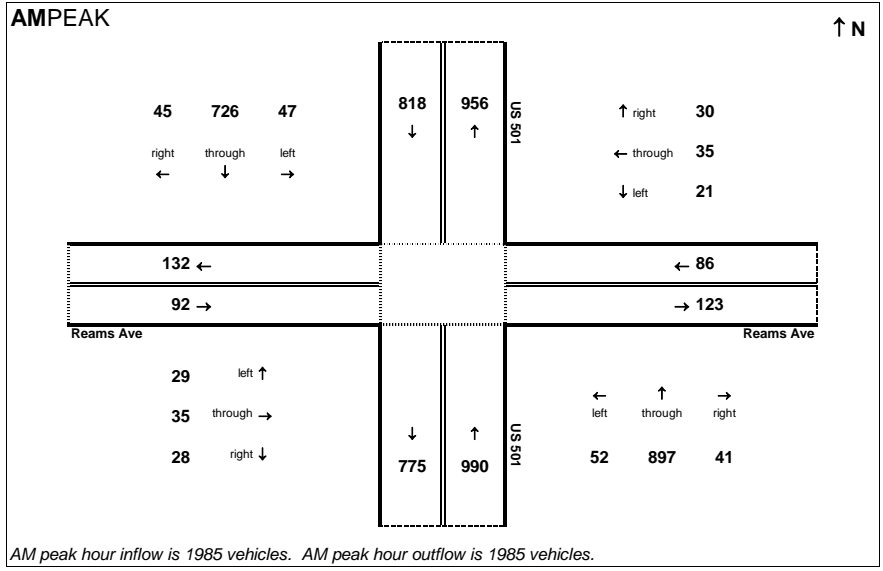 AMPEAK
↑ N
45 726 47
right through left
← ↓ →
818 956
↓ ↑
US 501
↑ right 30
← through 35
↓ left 21
132 ←
92 →
← 86
→ 123
Reams Ave
Reams Ave
29 left ↑
35 through →
28 right ↓
↓ ↑
775 990
US 501
← ↑ →
left through right
52 897 41
AM peak hour inflow is 1985 vehicles. AM peak hour outflow is 1985 vehicles.